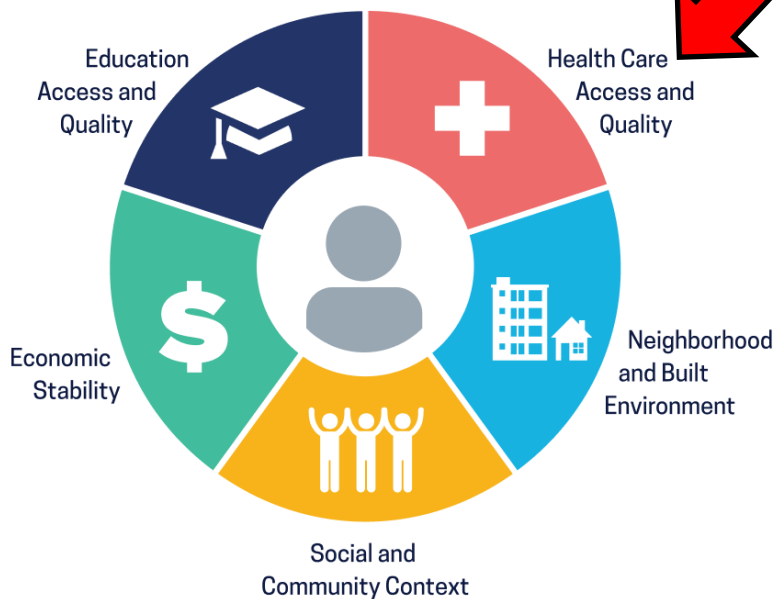 Education
Access and
Quality
Health Care
Access and
Quality
Neighborhood
and Built
Environment
Social and
Community Context
Economic
Stability
$